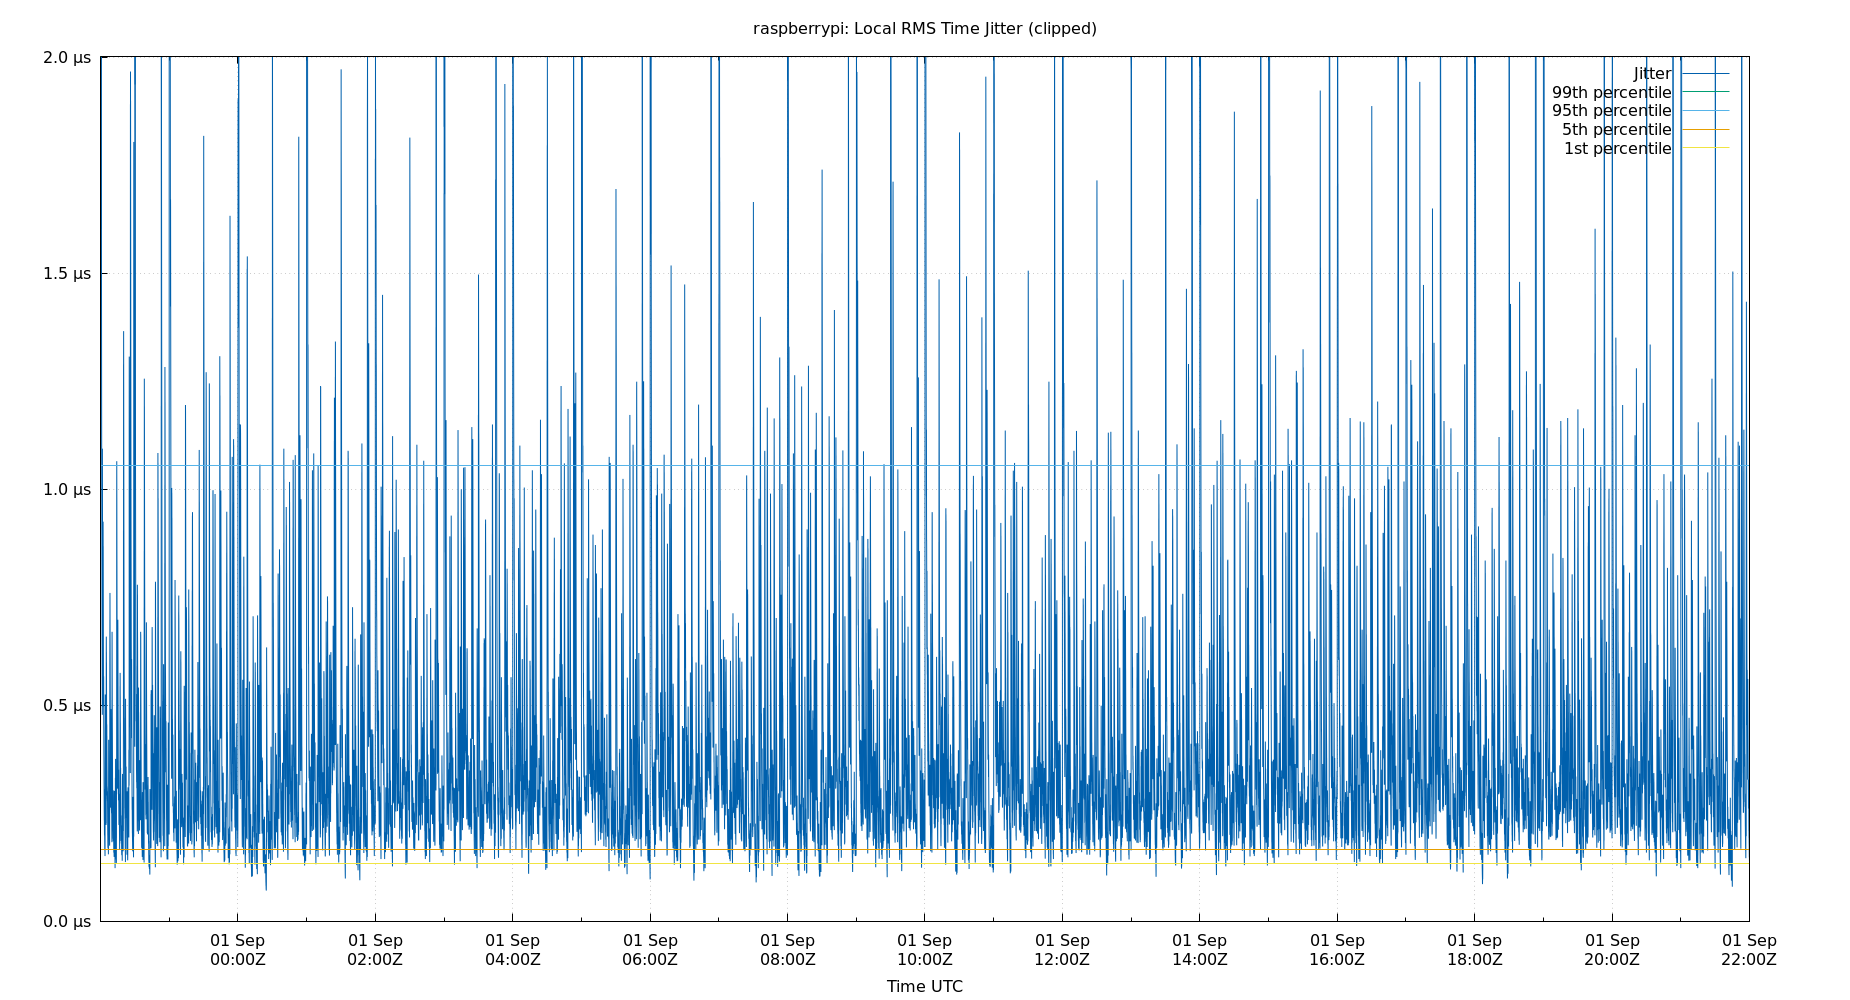 raspberrypi: Local RMS Time Jitter (clipped)
2.0 µs
1.5 µs
1.0 µs
0.5 µs
0.0 µs
Jitter
99th percentile
95th percentile
5th percentile
1st percentile
01 Sep 01 Sep 01 Sep 01 Sep 01 Sep 01 Sep 01 Sep 01 Sep 01 Sep 01 Sep 01 Sep 01 Sep
00:00Z 02:00Z 04:00Z 06:00Z 08:00Z 10:00Z 12:00Z 14:00Z 16:00Z 18:00Z 20:00Z 22:00Z
Time UTC